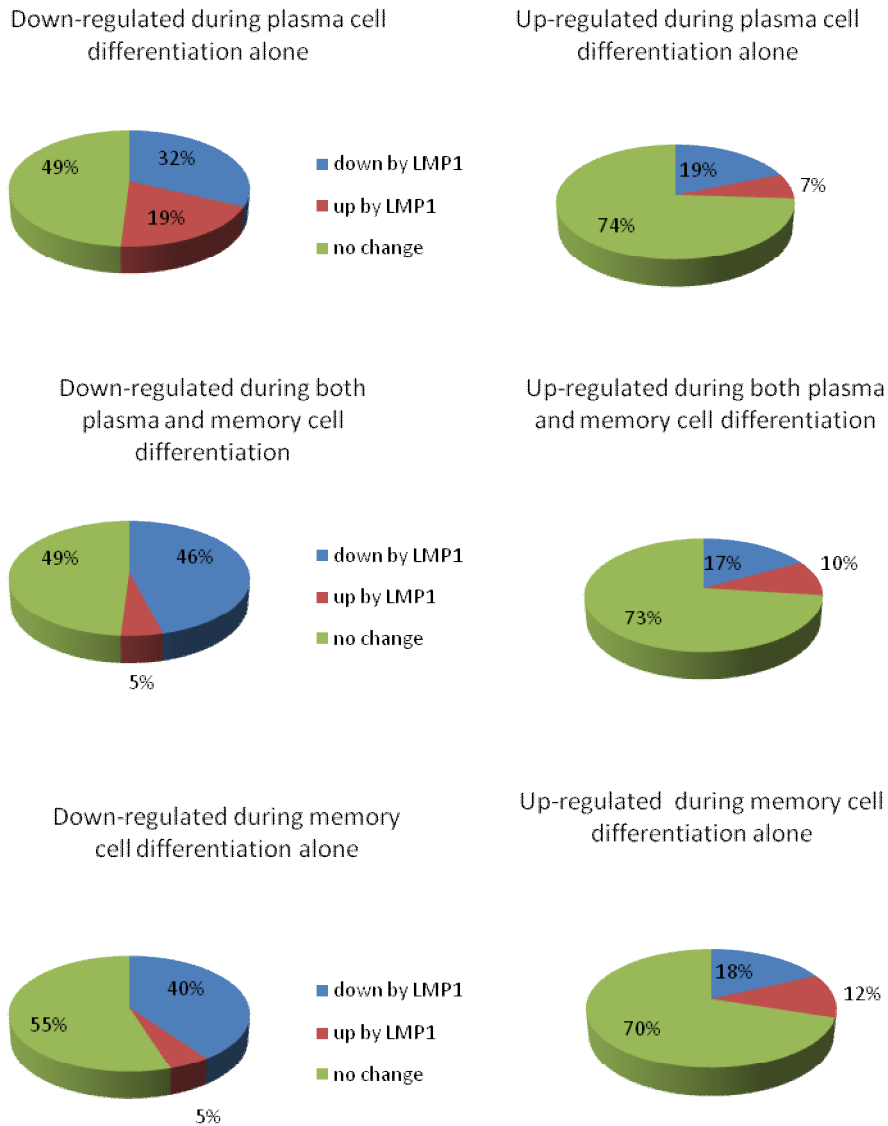 Down-regulated during plasma cell
differentiation alone
49%
32%
19%
down by LMP1
up by LMP1
no change
Up-regulated during plasma cell
differentiation alone
19%
7%
74%
Down-regulated during both
plasma and memory cell
differentiation
49%
46%
5%
down by LMP1
up by LMP1
no change
Up-regulated during both plasma
and memory cell differentiation
17%
10%
73%
Down-regulated during memory
cell differentiation alone
40%
55%
5%
down by LMP1
up by LMP1
no change
Up-regulated during memory cell
differentiation alone
18%
12%
70%